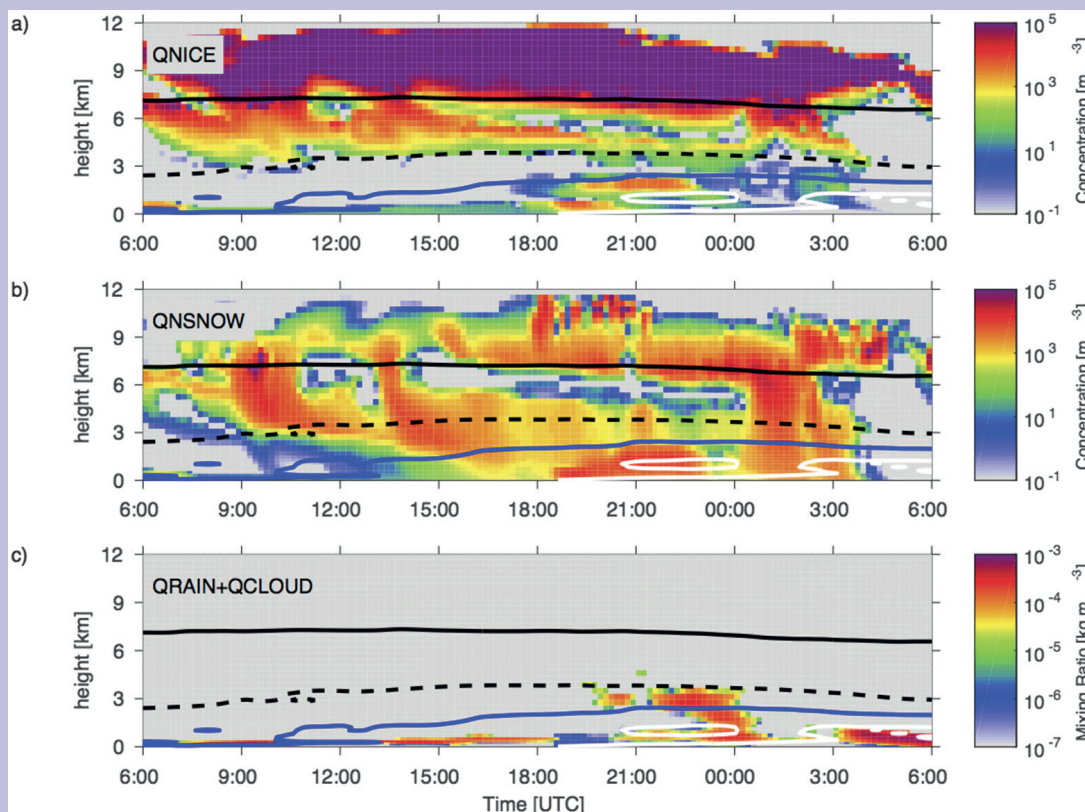 a)
12
9
6
3
0
height [km]
QNICE
6:00 9:00 12:00 15:00 18:00 21:00 00:00 3:00 6:00
10^5
10^3
10^1
10^-1
Concentration [m^-3]
b)
12
9
6
3
0
height [km]
QNSNOW
6:00 9:00 12:00 15:00 18:00 21:00 00:00 3:00 6:00
10^5
10^3
10^1
10^-1
Concentration [m^-3]
c)
12
9
6
3
0
height [km]
QRAIN+QCLOUD
6:00 9:00 12:00 15:00 18:00 21:00 00:00 3:00 6:00
Time [UTC]
10^-3
10^-4
10^-5
10^-6
10^-7
Mixing Ratio [kg m^-3]